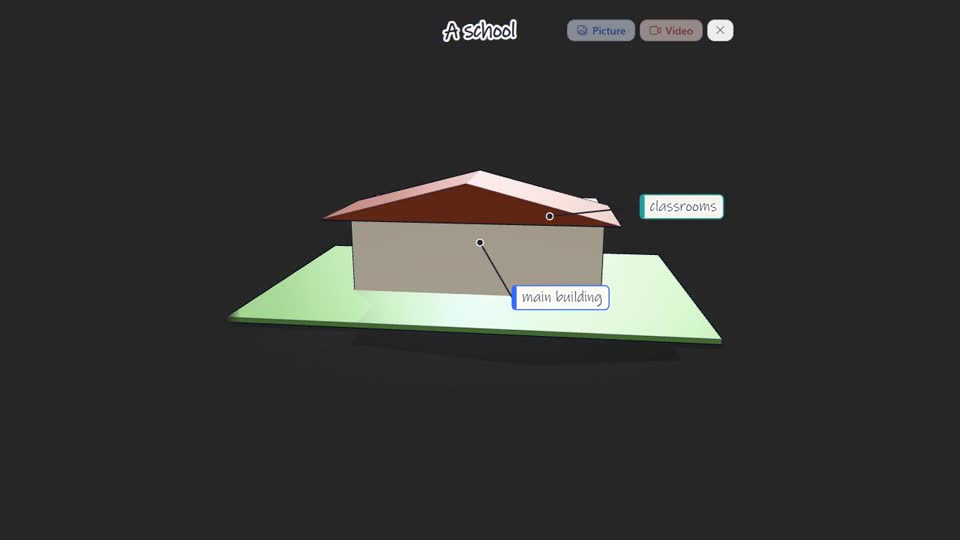 A school
Picture
Video
classrooms
main building